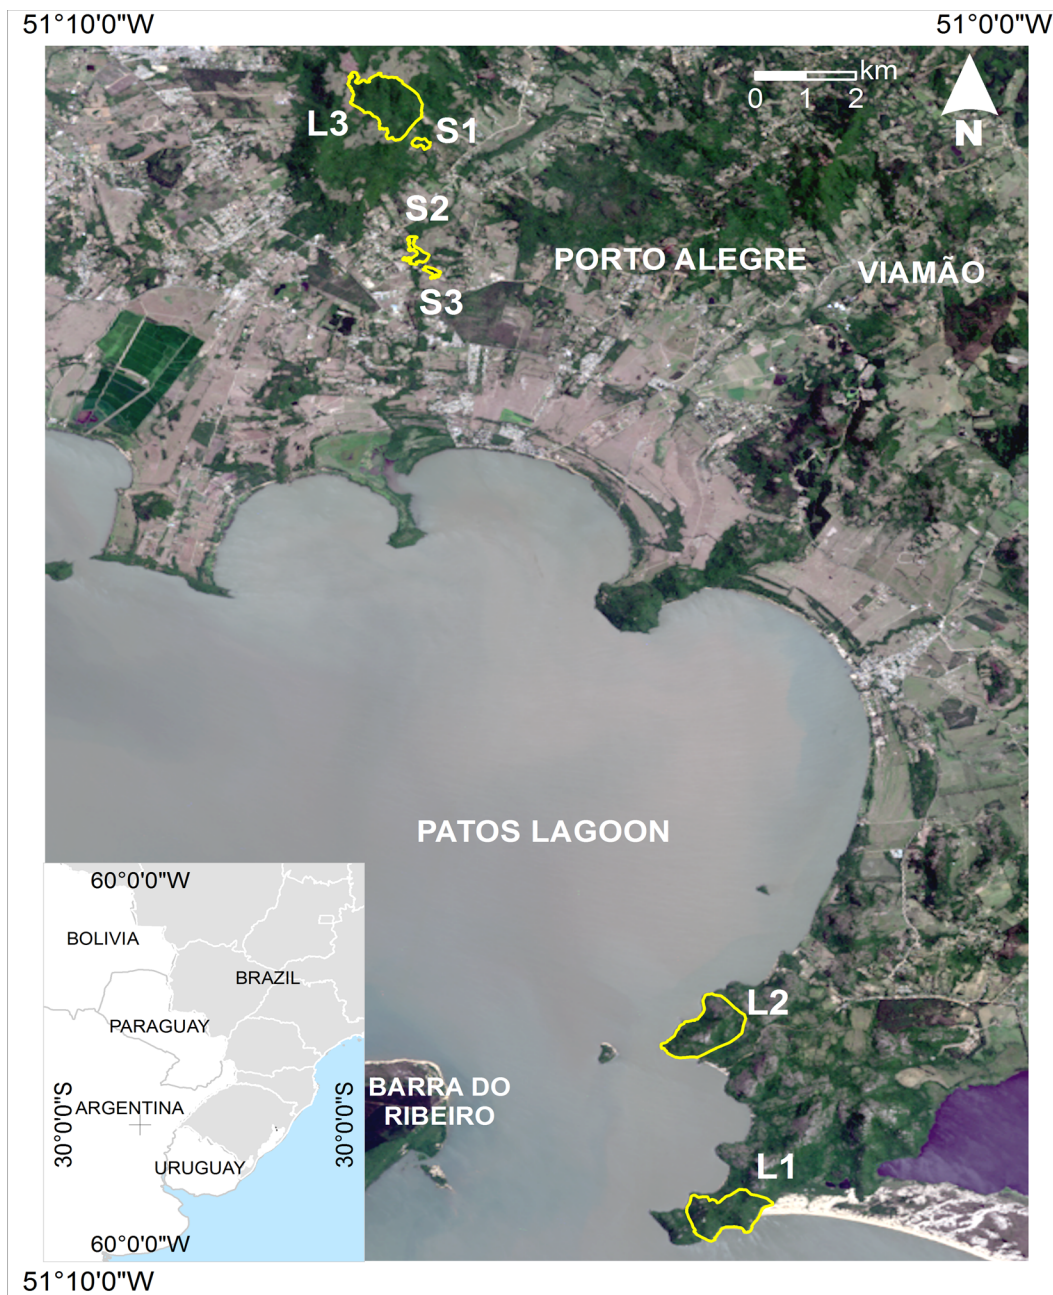 51°10'0"W
51°0'0"W
km
0 1 2
N
L3
S1
S2
S3
PORTO ALEGRE
VIAMÃO
PATOS LAGOON
L2
BARRA DO
RIBEIRO
L1
60°0'0"W
BOLIVIA
BRAZIL
PARAGUAY
ARGENTINA
30°0'0"S
30°0'0"S
URUGUAY
60°0'0"W
51°10'0"W